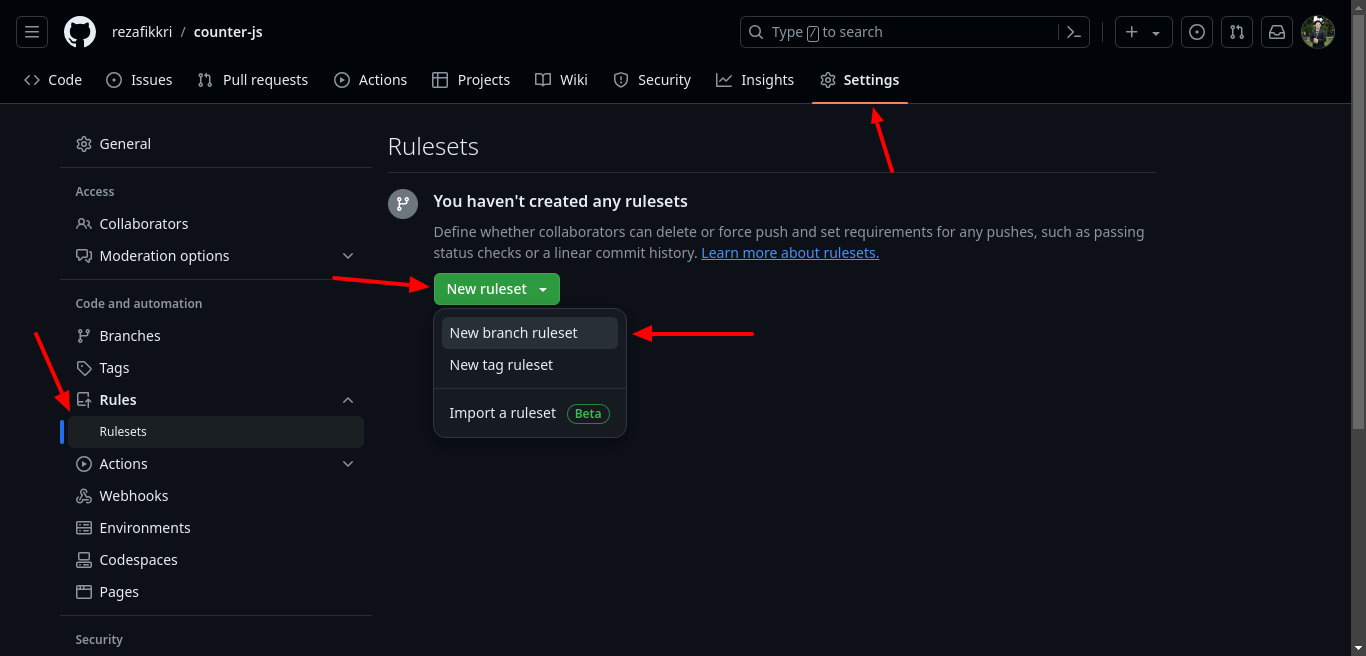 rezafikkri / counter-js
Type / to search
Code
Issues
Pull requests
Actions
Projects
Wiki
Security
Insights
Settings
General
Access
Collaborators
Moderation options
Code and automation
Branches
Tags
Rules
Rulesets
Actions
Webhooks
Environments
Codespaces
Pages
Security
Rulesets
You haven't created any rulesets
Define whether collaborators can delete or force push and set requirements for any pushes, such as passing
status checks or a linear commit history. Learn more about rulesets.
New ruleset
New branch ruleset
New tag ruleset
Import a ruleset Beta